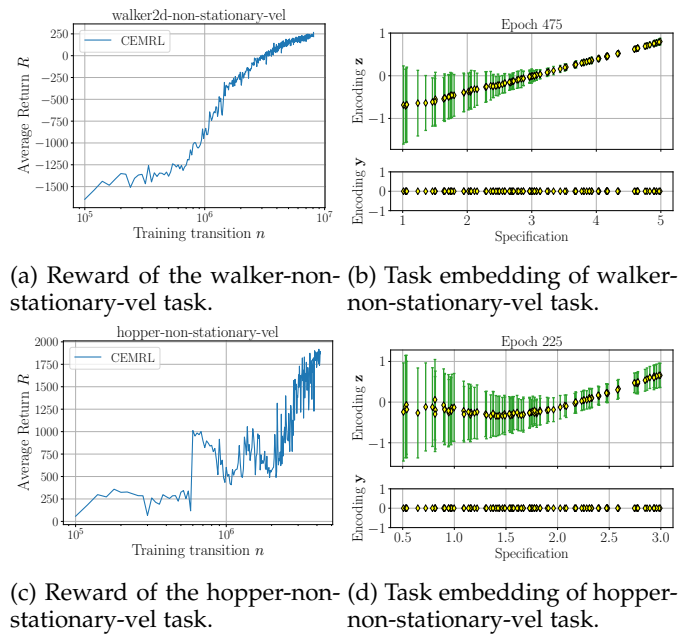 walker2d-non-stationary-vel
CEMRL
250
0
−250
−500
−750
−1000
−1250
−1500
Average Return R
10^5
10^6
10^7
Training transition n
Epoch 475
1
0
−1
Encoding z
1
0
−1
Encoding y
1
2
3
4
5
Specification
(a) Reward of the walker-non-
stationary-vel task.
(b) Task embedding of walker-
non-stationary-vel task.
hopper-non-stationary-vel
CEMRL
2000
1750
1500
1250
1000
750
500
250
0
Average Return R
10^5
10^6
Training transition n
Epoch 225
1
0
−1
Encoding z
1
0
−1
Encoding y
0.5
1.0
1.5
2.0
2.5
3.0
Specification
(c) Reward of the hopper-non-
stationary-vel task.
(d) Task embedding of hopper-
non-stationary-vel task.